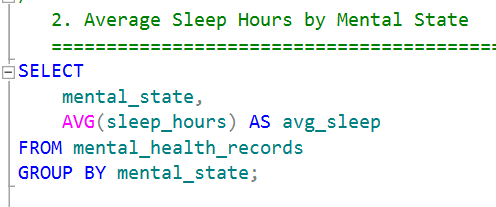 2. Average Sleep Hours by Mental State
=========================================
SELECT
mental_state,
AVG(sleep_hours) AS avg_sleep
FROM mental_health_records
GROUP BY mental_state;